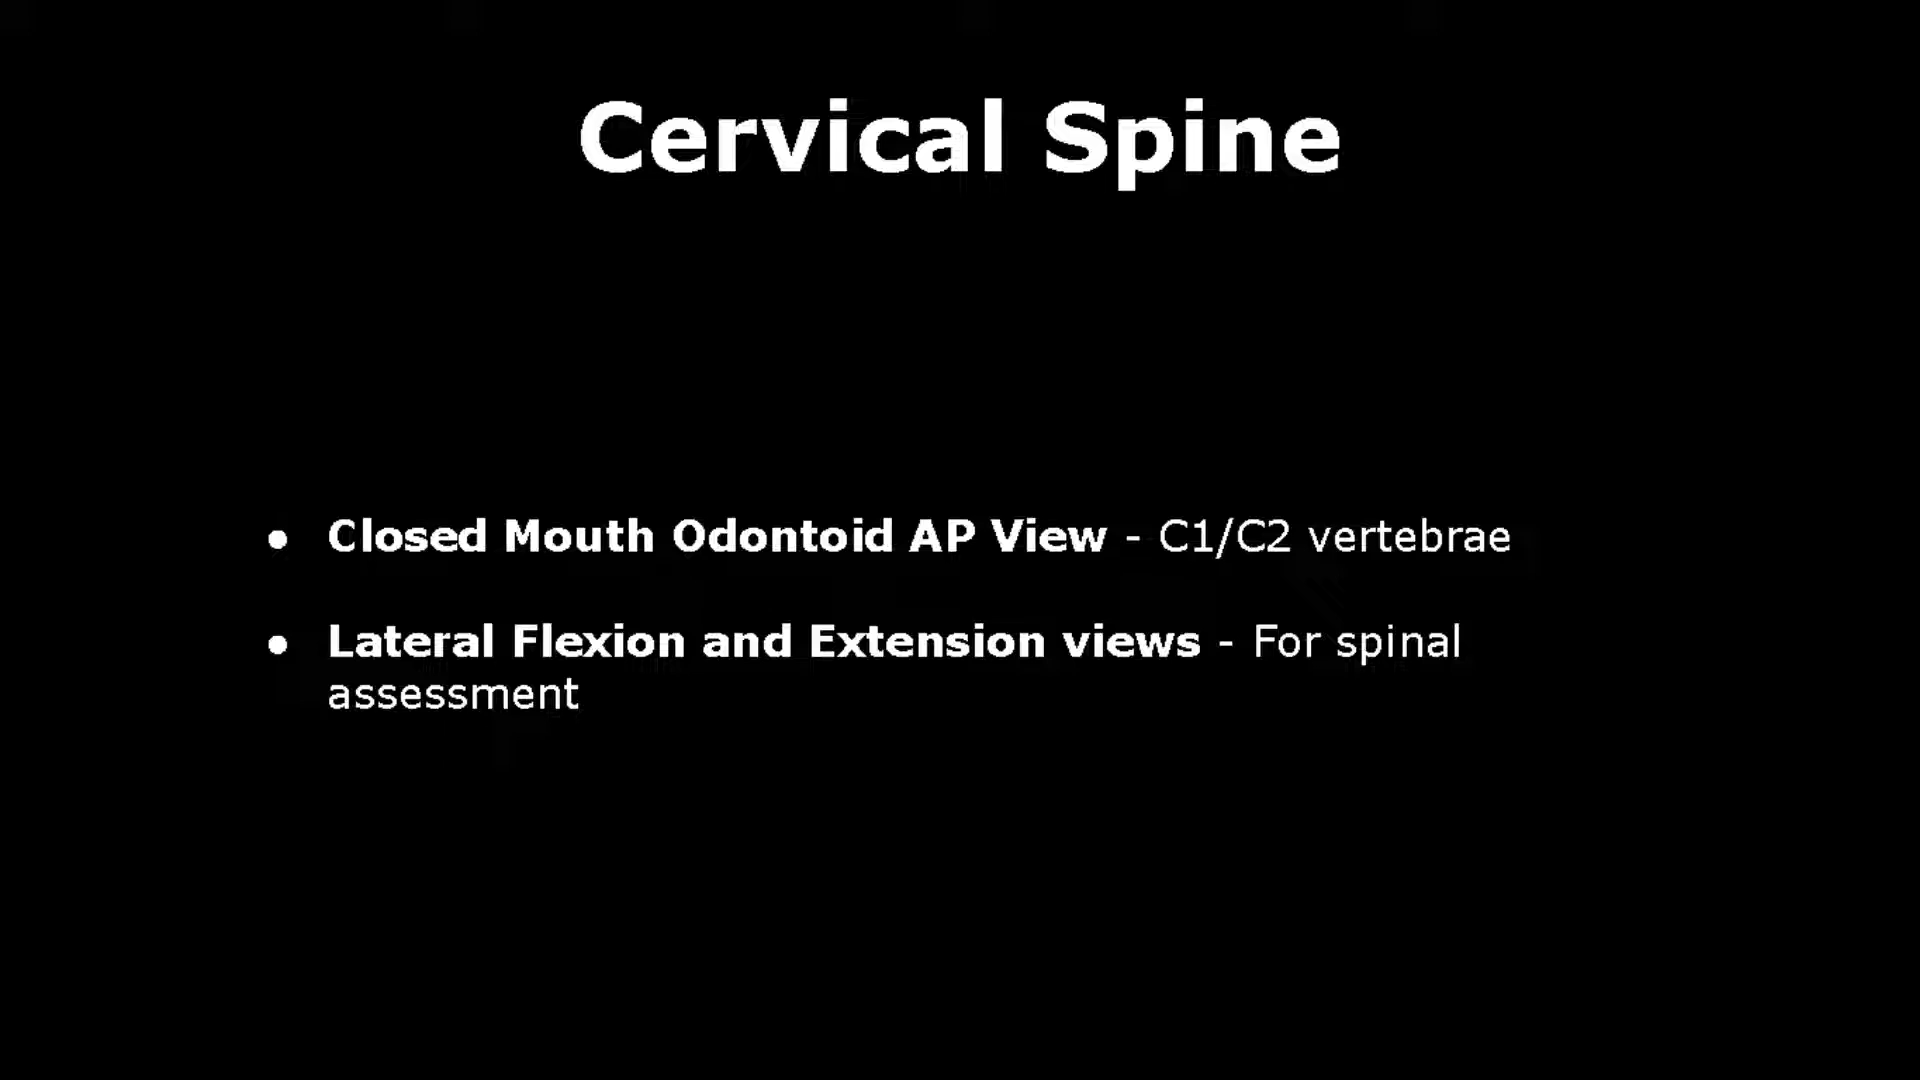 Cervical Spine
● Closed Mouth Odontoid AP View - C1/C2 vertebrae
● Lateral Flexion and Extension views - For spinal
assessment